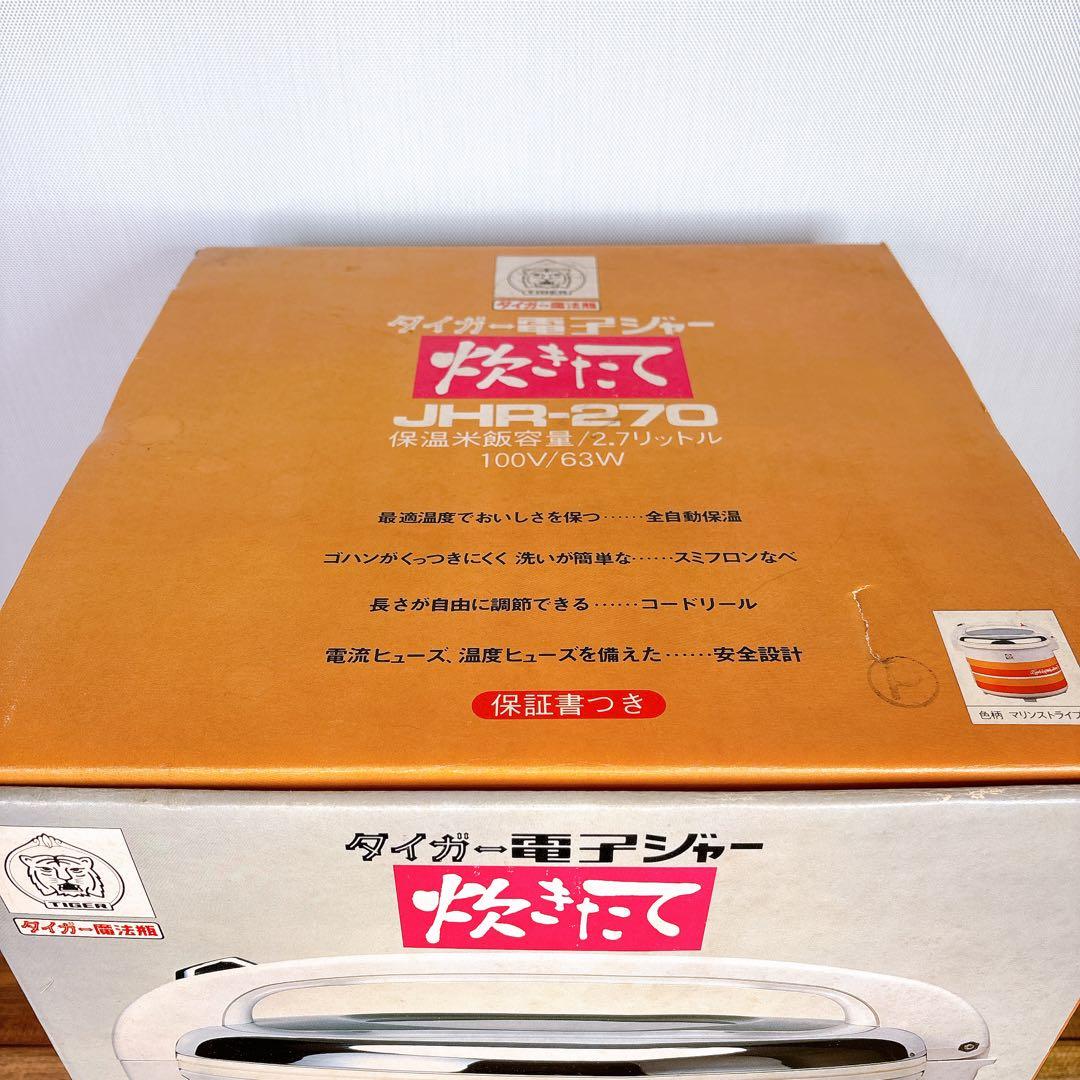 TIGER
タイガー魔法瓶
タイガー電子ジャー
炊きたて
JHR-270
保温米飯容量/2.7リットル
100V/63W
最適温度でおいしさを保つ……全自動保温
ゴハンがくっつきにくく 洗いが簡単な……スミフロンなべ
長さが自由に調節できる……コードリール
電流ヒューズ、温度ヒューズを備えた……安全設計
保証書つき
色柄 マリンストライプ
タイガー電子ジャー
炊きたて
TIGER
タイガー魔法瓶